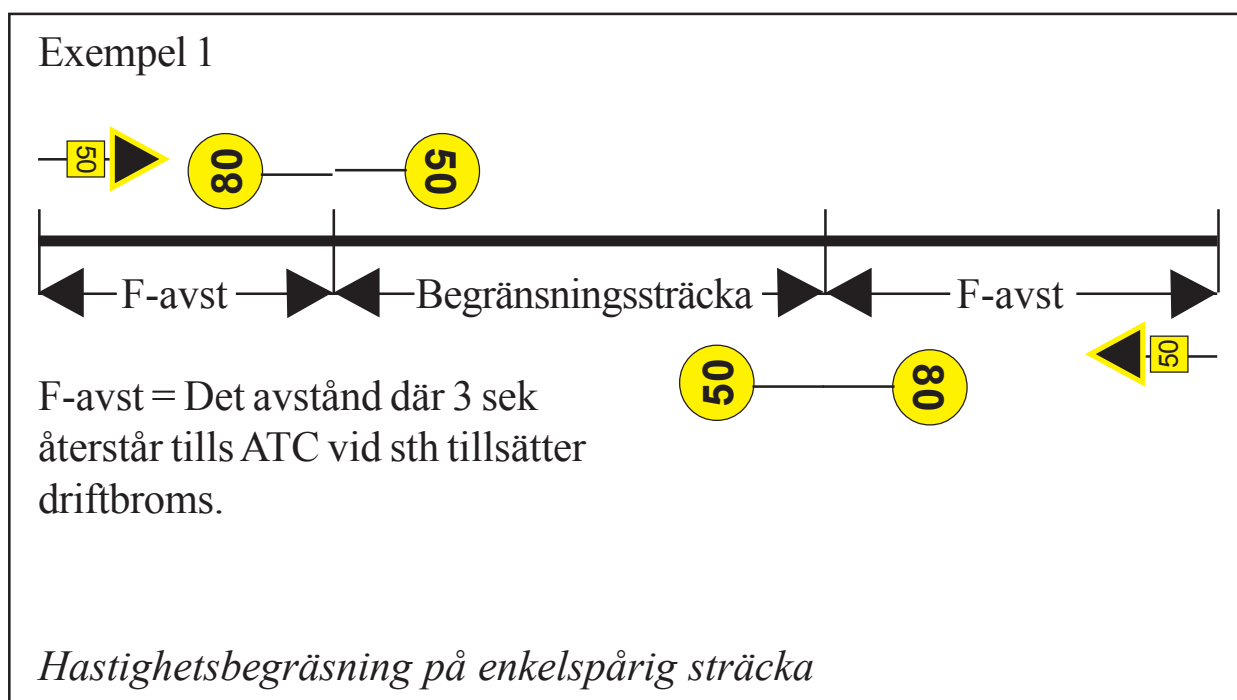 Exempel 1
50
80
50
F-avst
Begränsningssträcka
F-avst
50
80
50
F-avst = Det avstånd där 3 sek
återstår tills ATC vid sth tillsätter
driftbroms.
Hastighetsbegräsning på enkelspårig sträcka